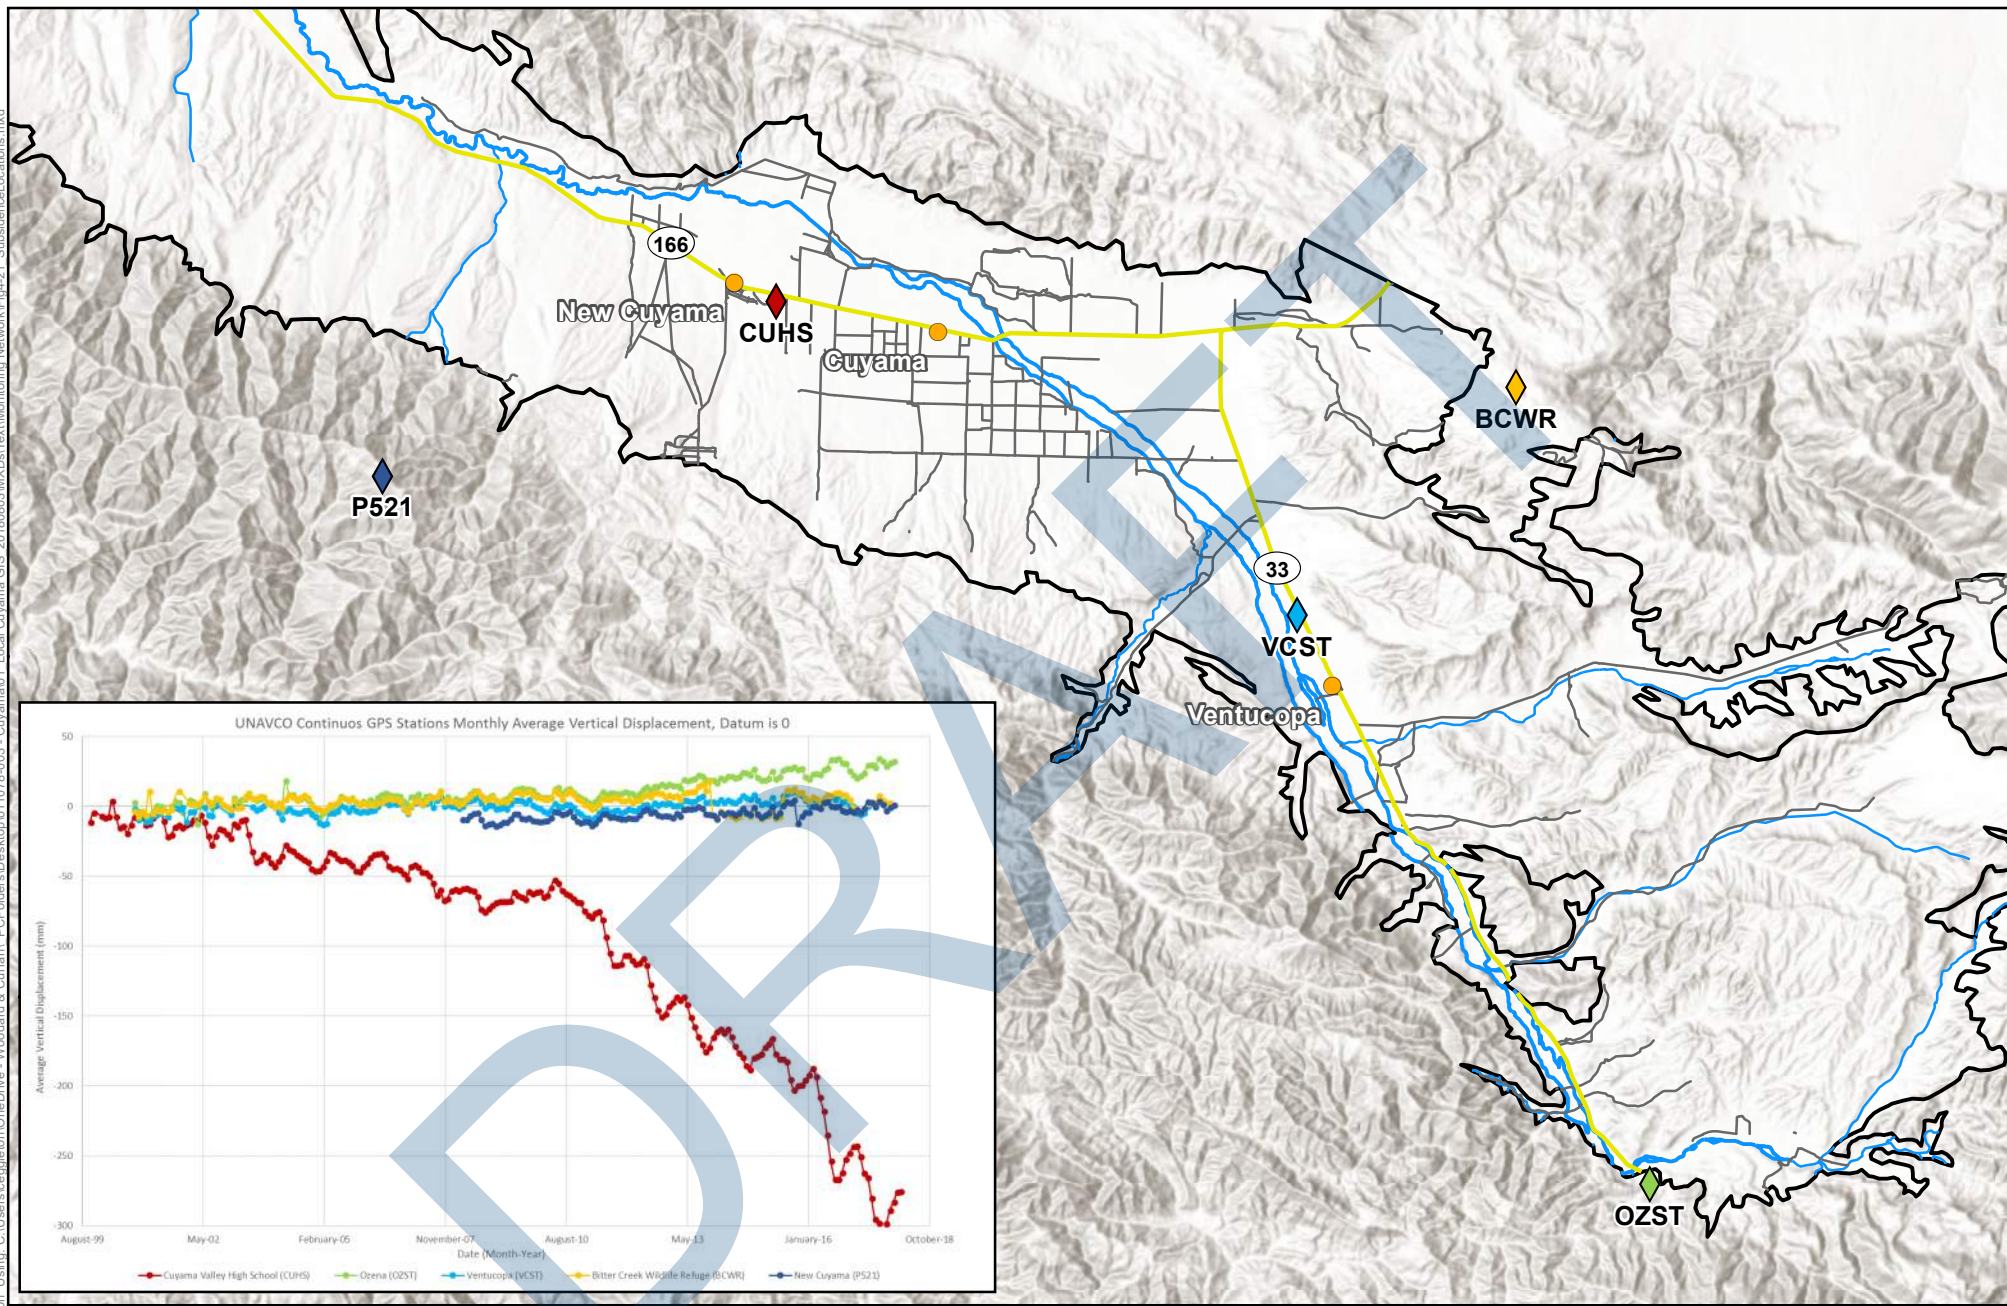 166
New Cuyama
CUHS
Cuyama
BCWR
P521
33
VCST
Ventucopa
OZST
DRAFT
UNAVCO Continuos GPS Stations Monthly Average Vertical Displacement, Datum is 0
50
0
-50
-100
-150
-200
-250
-300
Average Vertical Displacement (mm)
August-99
May-02
February-05
November-07
August-10
May-13
January-16
October-18
Date (Month-Year)
Cuyama Valley High School (CUHS)
Ozena (OZST)
Ventucopa (VCST)
Bitter Creek Wildlife Refuge (BCWR)
New Cuyama (P521)